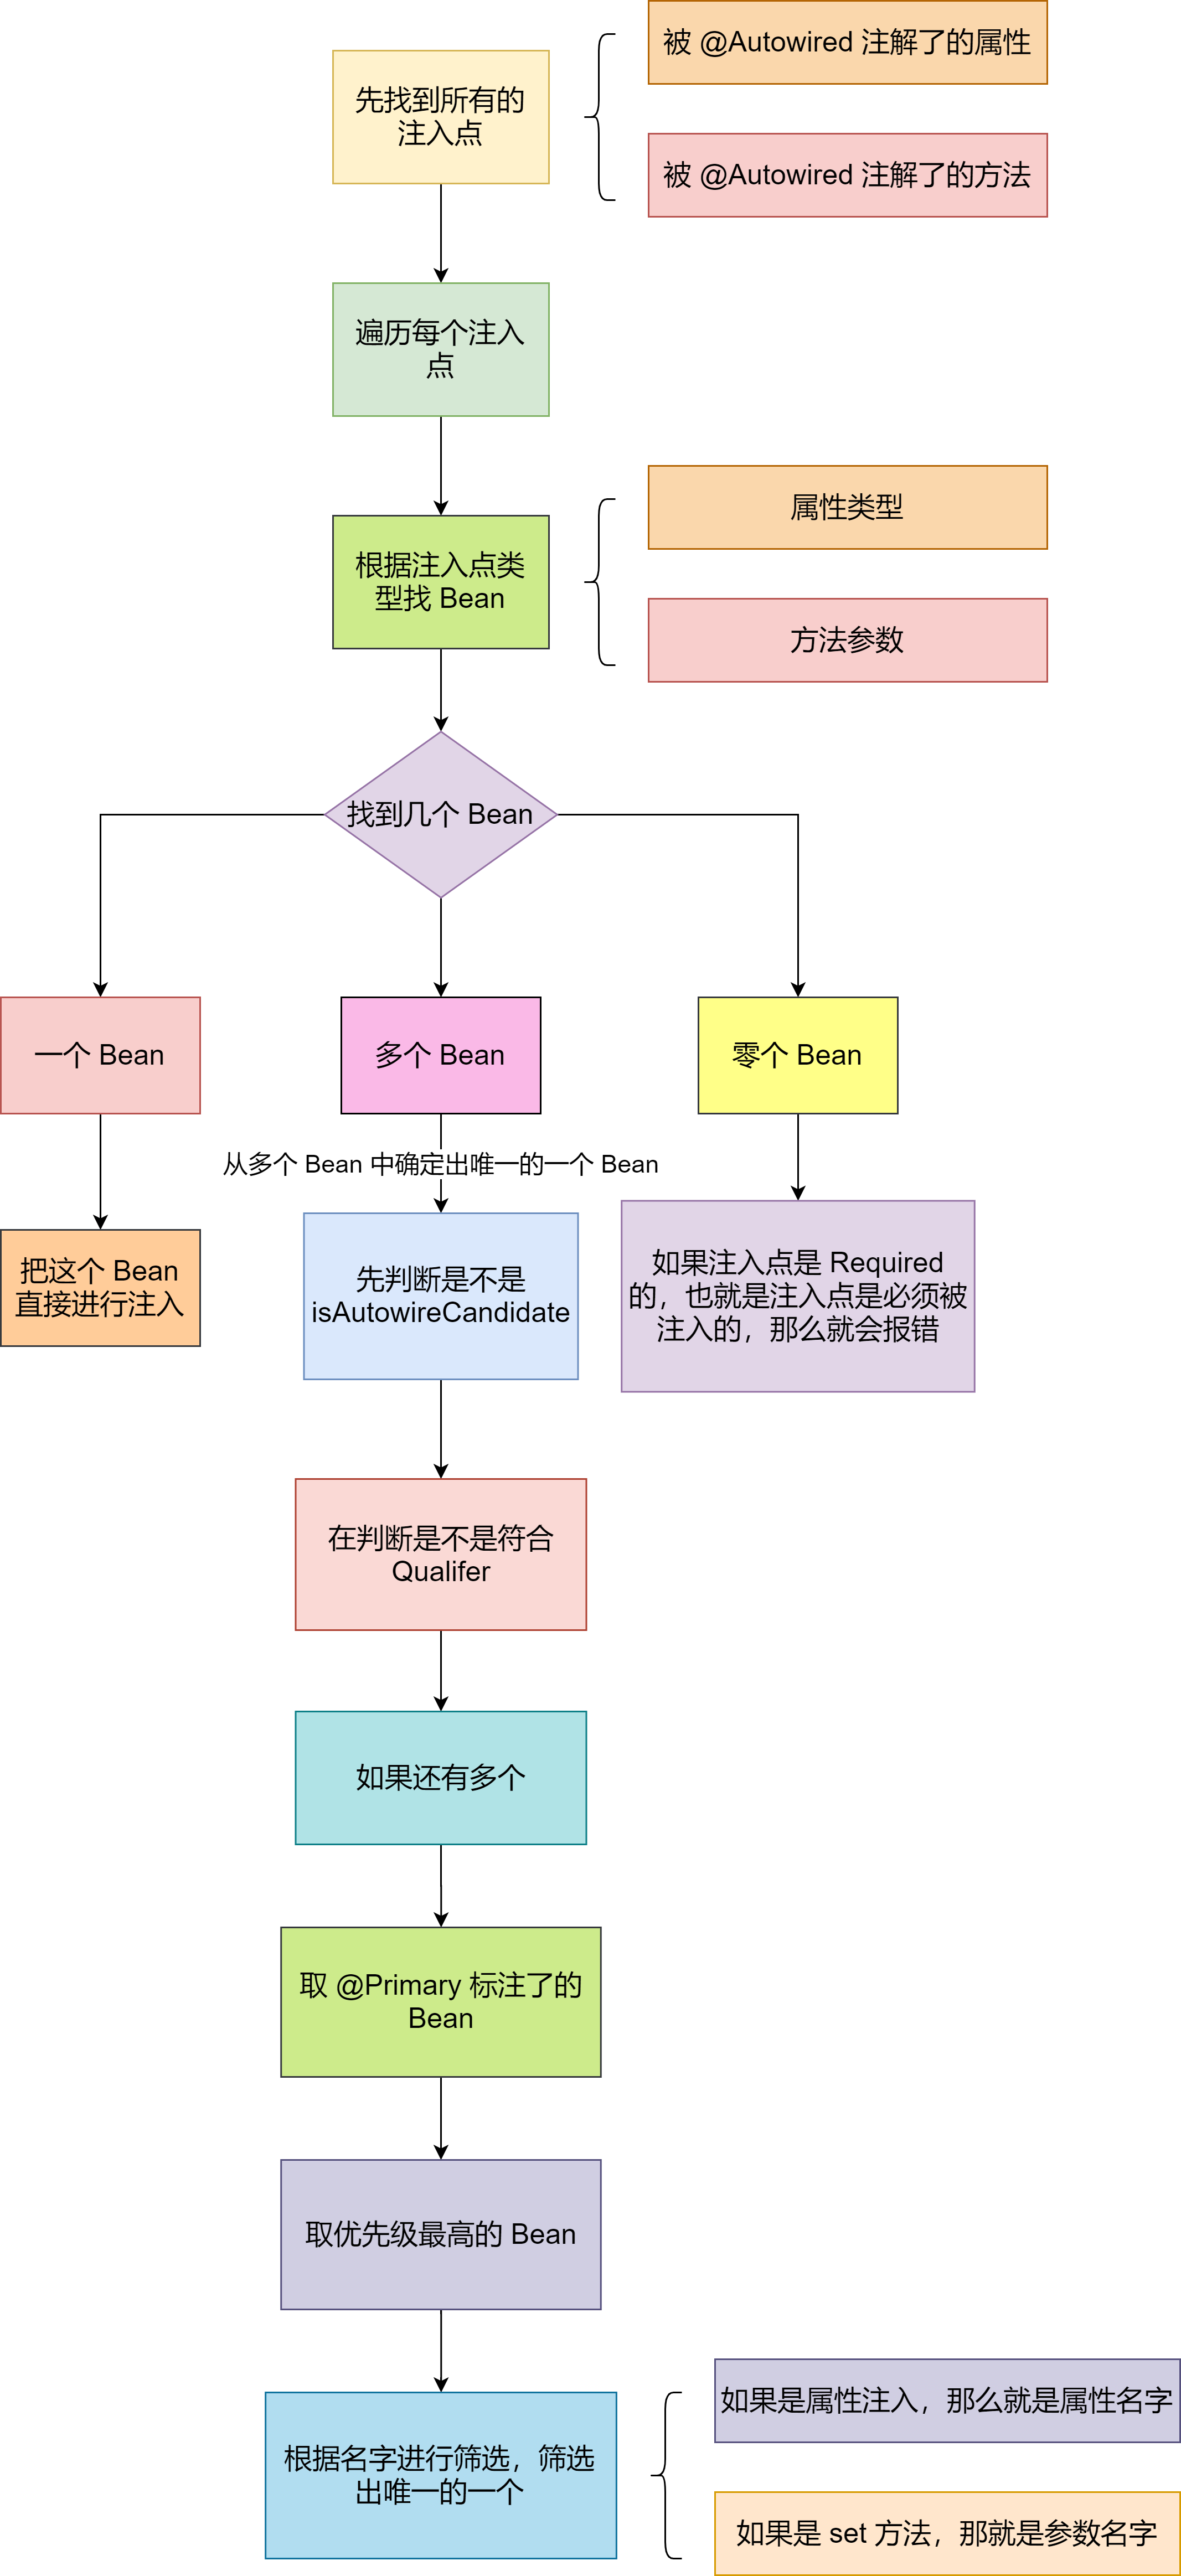 先找到所有的
注入点
被 @Autowired 注解了的属性
被 @Autowired 注解了的方法
遍历每个注入
点
根据注入点类
型找 Bean
属性类型
方法参数
找到几个 Bean
一个 Bean
多个 Bean
零个 Bean
从多个 Bean 中确定出唯一的一个 Bean
把这个 Bean
直接进行注入
先判断是不是
isAutowireCandidate
如果注入点是 Required
的，也就是注入点是必须被
注入的，那么就会报错
在判断是不是符合
Qualifer
如果还有多个
取 @Primary 标注了的
Bean
取优先级最高的 Bean
根据名字进行筛选，筛选
出唯一的一个
如果是属性注入，那么就是属性名字
如果是 set 方法，那就是参数名字